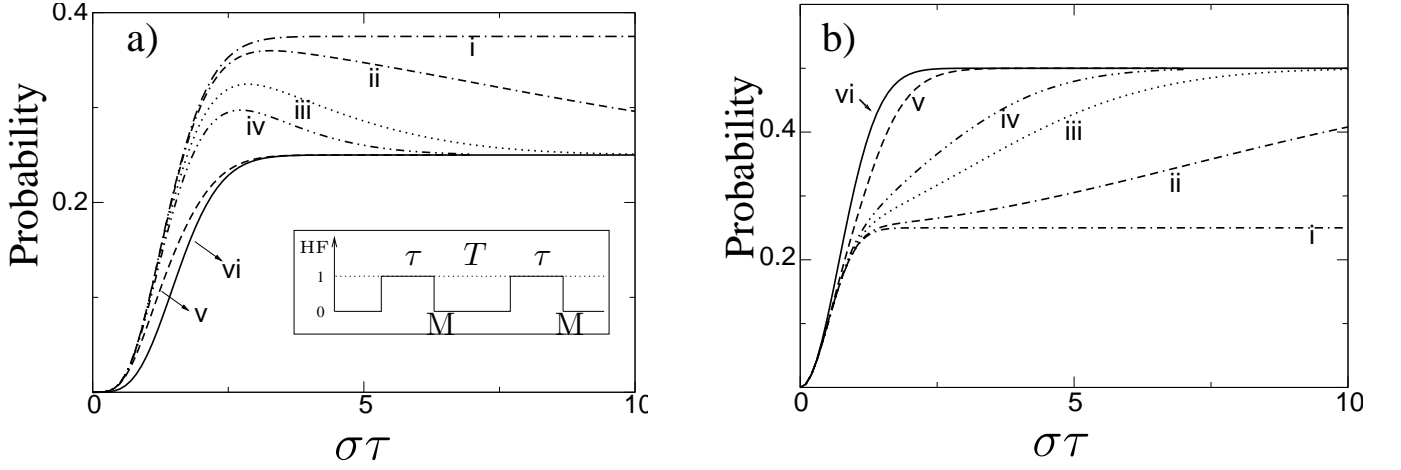 a)
Probability
0.4
0.2
0
5
10
στ
i
ii
iii
iv
v
vi
HF
1
0
τ T τ
M M
b)
Probability
0.4
0.2
0
5
10
στ
vi
v
iv
iii
ii
i